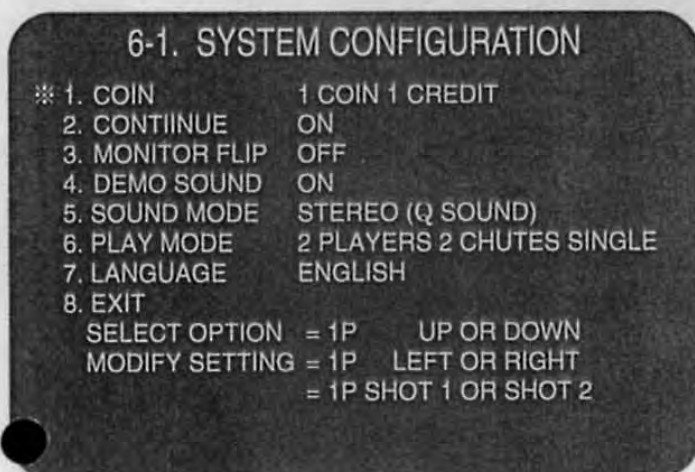 6-1. SYSTEM CONFIGURATION
※ 1. COIN 1 COIN 1 CREDIT
2. CONTIINUE ON
3. MONITOR FLIP OFF
4. DEMO SOUND ON
5. SOUND MODE STEREO (Q SOUND)
6. PLAY MODE 2 PLAYERS 2 CHUTES SINGLE
7. LANGUAGE ENGLISH
8. EXIT
SELECT OPTION = 1P UP OR DOWN
MODIFY SETTING = 1P LEFT OR RIGHT
= 1P SHOT 1 OR SHOT 2